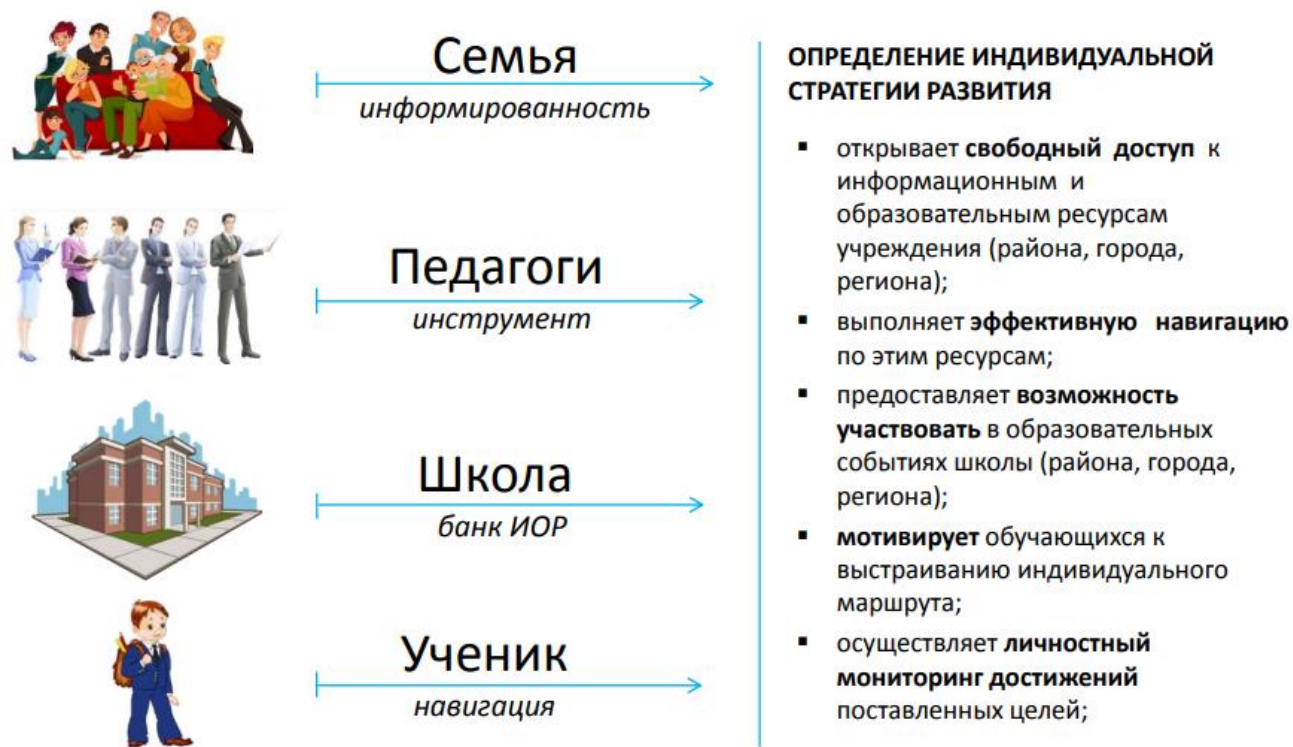 Семья
информированность
Педагоги
инструмент
Школа
банк ИОР
Ученик
навигация
ОПРЕДЕЛЕНИЕ ИНДИВИДУАЛЬНОЙ
СТРАТЕГИИ РАЗВИТИЯ
▪ открывает свободный доступ к
информационным и
образовательным ресурсам
учреждения (района, города,
региона);
▪ выполняет эффективную навигацию
по этим ресурсам;
▪ предоставляет возможность
участвовать в образовательных
событиях школы (района, города,
региона);
▪ мотивирует обучающихся к
выстраиванию индивидуального
маршрута;
▪ осуществляет личностный
мониторинг достижений
поставленных целей;